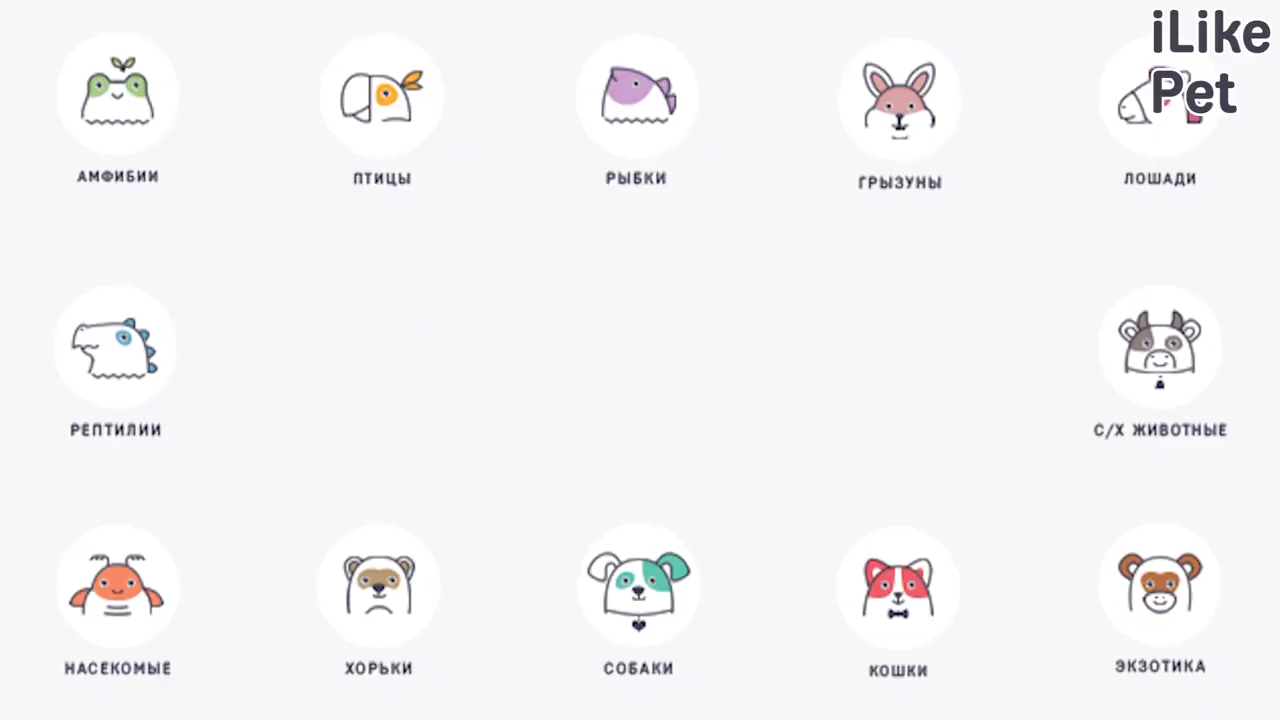 iLike
Pet
АМФИБИИ
ПТИЦЫ
РЫБКИ
ГРЫЗУНЫ
ЛОШАДИ
РЕПТИЛИИ
С/Х ЖИВОТНЫЕ
НАСЕКОМЫЕ
ХОРЬКИ
СОБАКИ
КОШКИ
ЭКЗОТИКА